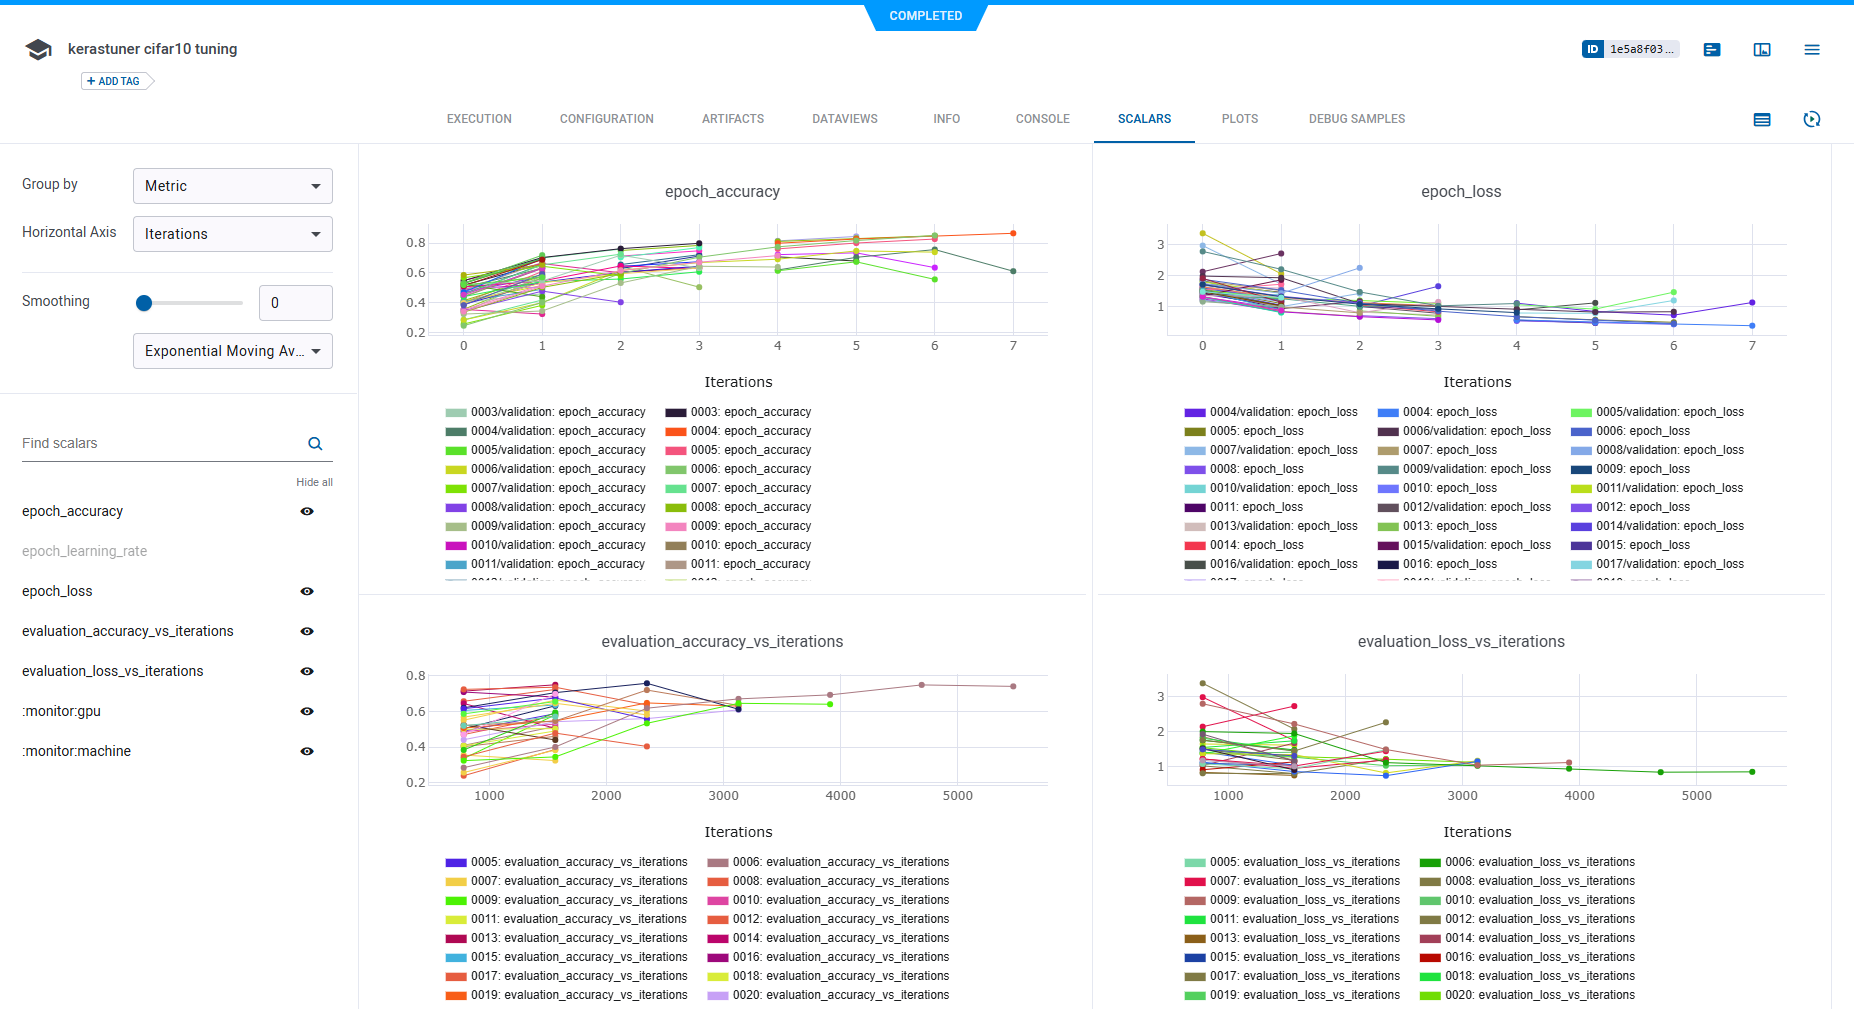 COMPLETED
kerastuner cifar10 tuning
ID 1e5a8f03...
+ ADD TAG
EXECUTION CONFIGURATION ARTIFACTS DATAVIEWS INFO CONSOLE SCALARS PLOTS DEBUG SAMPLES
Group by Metric
Horizontal Axis Iterations
Smoothing 0
Exponential Moving Av...
Find scalars
Hide all
epoch_accuracy
epoch_learning_rate
epoch_loss
evaluation_accuracy_vs_iterations
evaluation_loss_vs_iterations
:monitor:gpu
:monitor:machine
epoch_accuracy
0.8
0.6
0.4
0.2
0 1 2 3 4 5 6 7
Iterations
0003/validation: epoch_accuracy 0003: epoch_accuracy
0004/validation: epoch_accuracy 0004: epoch_accuracy
0005/validation: epoch_accuracy 0005: epoch_accuracy
0006/validation: epoch_accuracy 0006: epoch_accuracy
0007/validation: epoch_accuracy 0007: epoch_accuracy
0008/validation: epoch_accuracy 0008: epoch_accuracy
0009/validation: epoch_accuracy 0009: epoch_accuracy
0010/validation: epoch_accuracy 0010: epoch_accuracy
0011/validation: epoch_accuracy 0011: epoch_accuracy
epoch_loss
3
2
1
0 1 2 3 4 5 6 7
Iterations
0004/validation: epoch_loss 0004: epoch_loss 0005/validation: epoch_loss
0005: epoch_loss 0006/validation: epoch_loss 0006: epoch_loss
0007/validation: epoch_loss 0007: epoch_loss 0008/validation: epoch_loss
0008: epoch_loss 0009/validation: epoch_loss 0009: epoch_loss
0010/validation: epoch_loss 0010: epoch_loss 0011/validation: epoch_loss
0011: epoch_loss 0012/validation: epoch_loss 0012: epoch_loss
0013/validation: epoch_loss 0013: epoch_loss 0014/validation: epoch_loss
0014: epoch_loss 0015/validation: epoch_loss 0015: epoch_loss
0016/validation: epoch_loss 0016: epoch_loss 0017/validation: epoch_loss
evaluation_accuracy_vs_iterations
0.8
0.6
0.4
0.2
1000 2000 3000 4000 5000
Iterations
0005: evaluation_accuracy_vs_iterations 0006: evaluation_accuracy_vs_iterations
0007: evaluation_accuracy_vs_iterations 0008: evaluation_accuracy_vs_iterations
0009: evaluation_accuracy_vs_iterations 0010: evaluation_accuracy_vs_iterations
0011: evaluation_accuracy_vs_iterations 0012: evaluation_accuracy_vs_iterations
0013: evaluation_accuracy_vs_iterations 0014: evaluation_accuracy_vs_iterations
0015: evaluation_accuracy_vs_iterations 0016: evaluation_accuracy_vs_iterations
0017: evaluation_accuracy_vs_iterations 0018: evaluation_accuracy_vs_iterations
0019: evaluation_accuracy_vs_iterations 0020: evaluation_accuracy_vs_iterations
evaluation_loss_vs_iterations
3
2
1
1000 2000 3000 4000 5000
Iterations
0005: evaluation_loss_vs_iterations 0006: evaluation_loss_vs_iterations
0007: evaluation_loss_vs_iterations 0008: evaluation_loss_vs_iterations
0009: evaluation_loss_vs_iterations 0010: evaluation_loss_vs_iterations
0011: evaluation_loss_vs_iterations 0012: evaluation_loss_vs_iterations
0013: evaluation_loss_vs_iterations 0014: evaluation_loss_vs_iterations
0015: evaluation_loss_vs_iterations 0016: evaluation_loss_vs_iterations
0017: evaluation_loss_vs_iterations 0018: evaluation_loss_vs_iterations
0019: evaluation_loss_vs_iterations 0020: evaluation_loss_vs_iterations